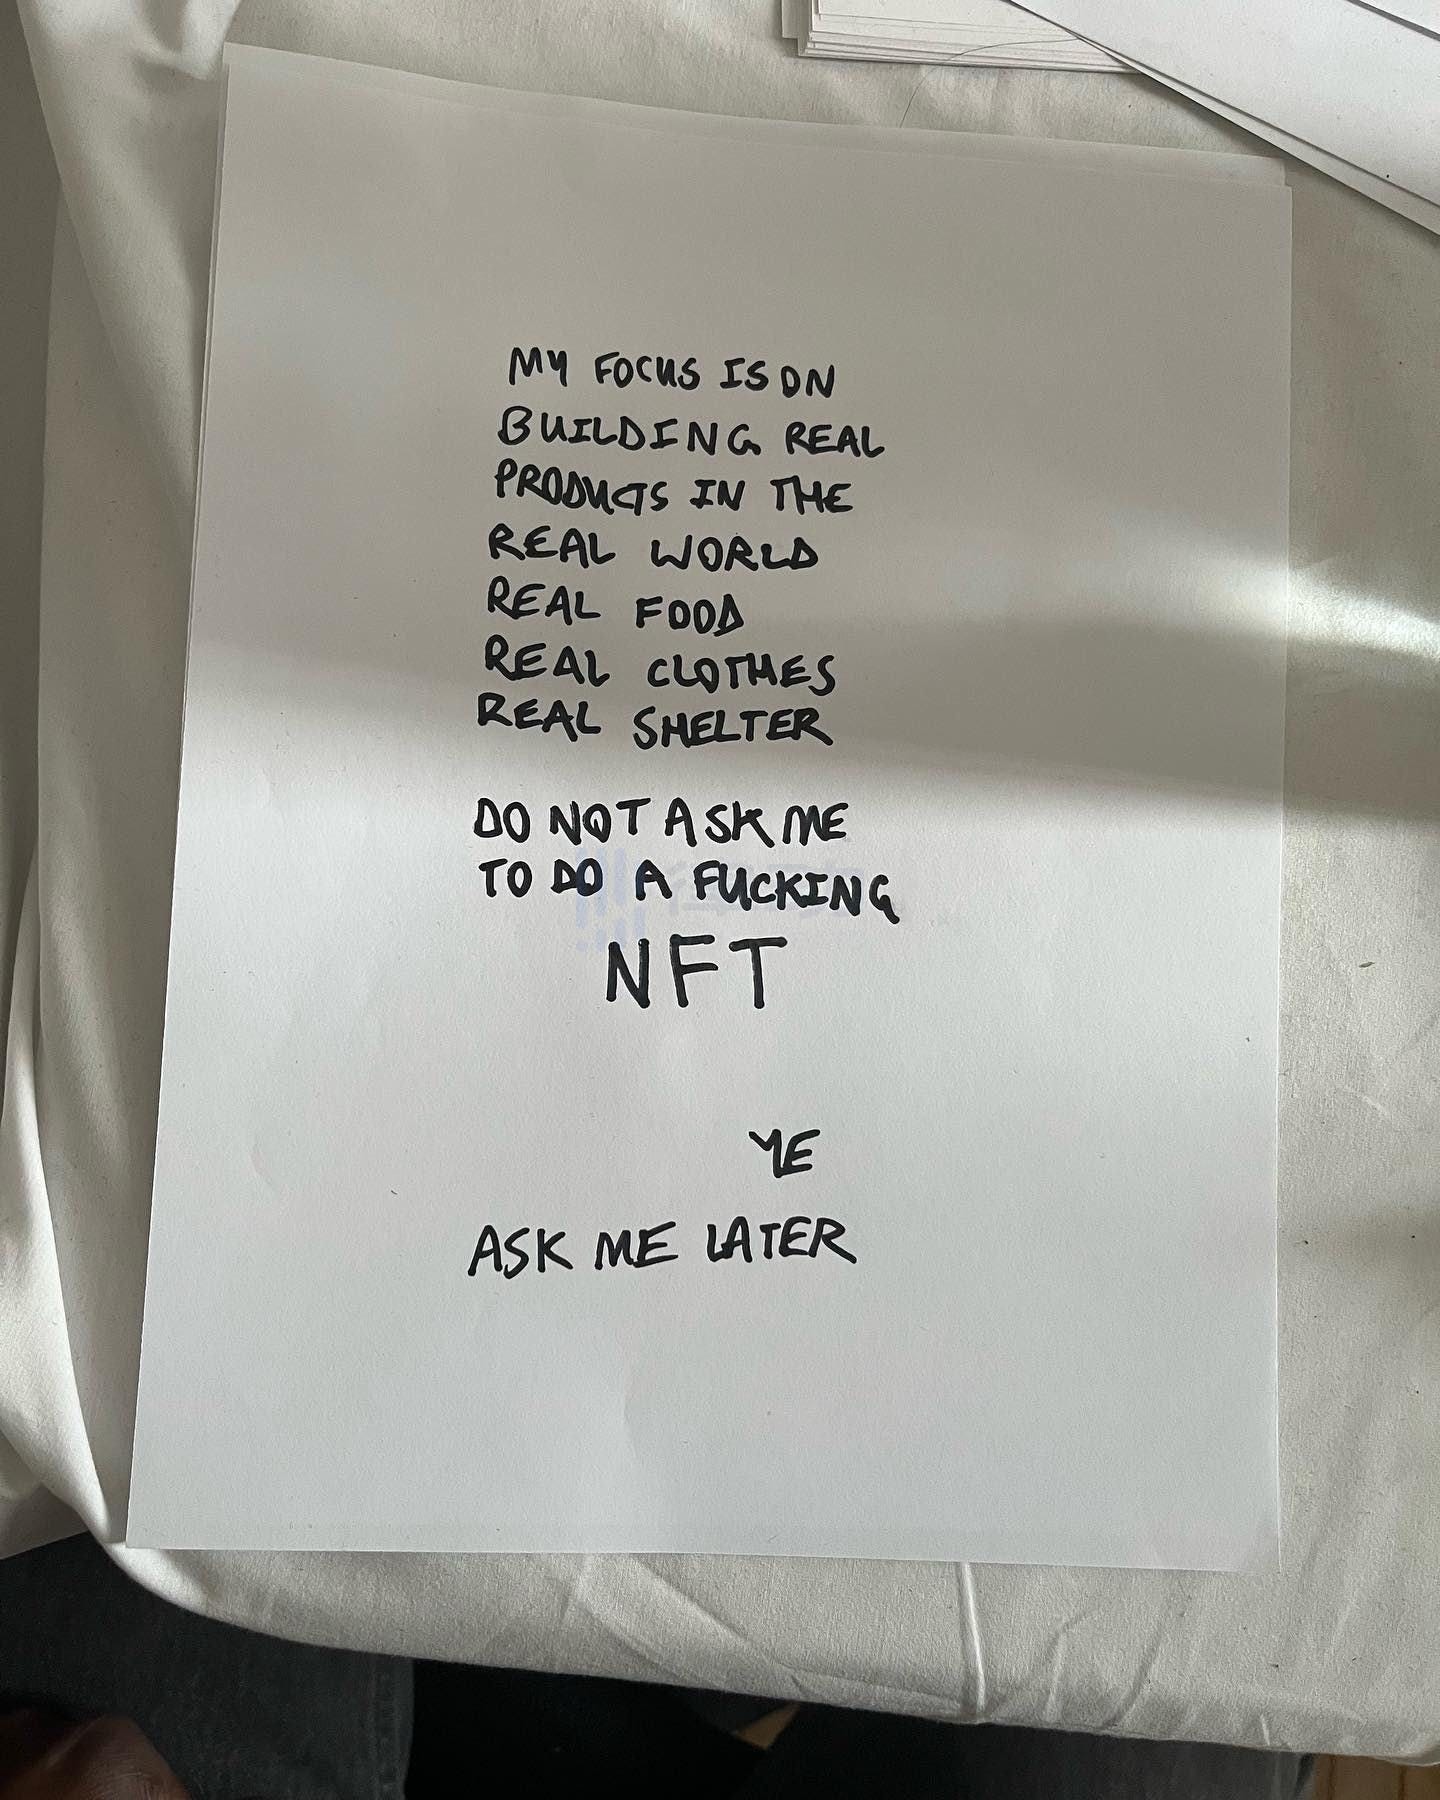 MY FOCUS IS ON
BUILDING REAL
PRODUCTS IN THE
REAL WORLD
REAL FOOD
REAL CLOTHES
REAL SHELTER
DO NOT ASK ME
TO DO A FUCKING
NFT
YE
ASK ME LATER